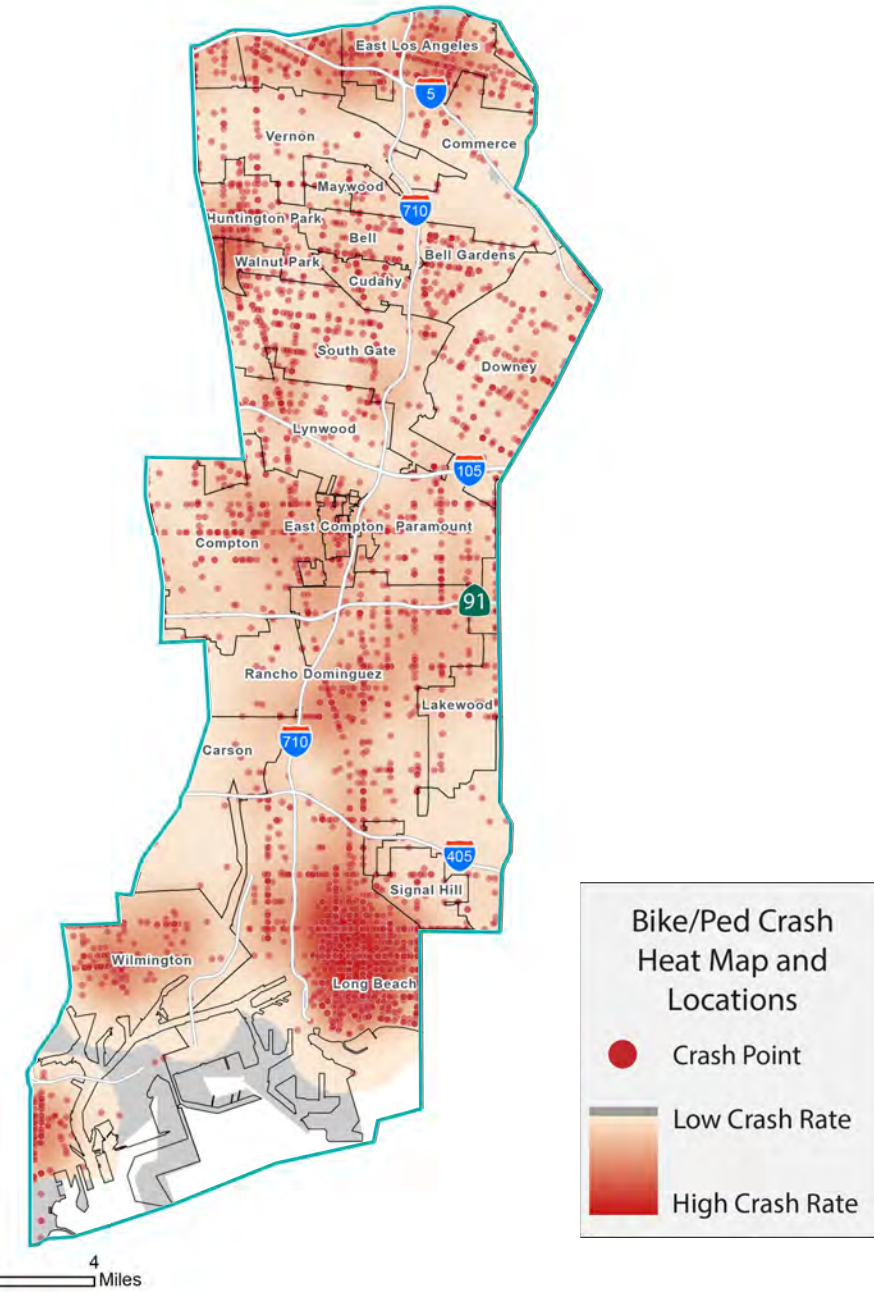 East Los Angeles
5
Vernon
Commerce
Maywood
710
Huntington Park
Bell
Walnut Park
Bell Gardens
Cudahy
South Gate
Downey
Lynwood
105
East Compton
Paramount
Compton
91
Rancho Dominguez
Lakewood
710
Carson
405
Signal Hill
Wilmington
Long Beach
Bike/Ped Crash
Heat Map and
Locations
Crash Point
Low Crash Rate
High Crash Rate
4
Miles